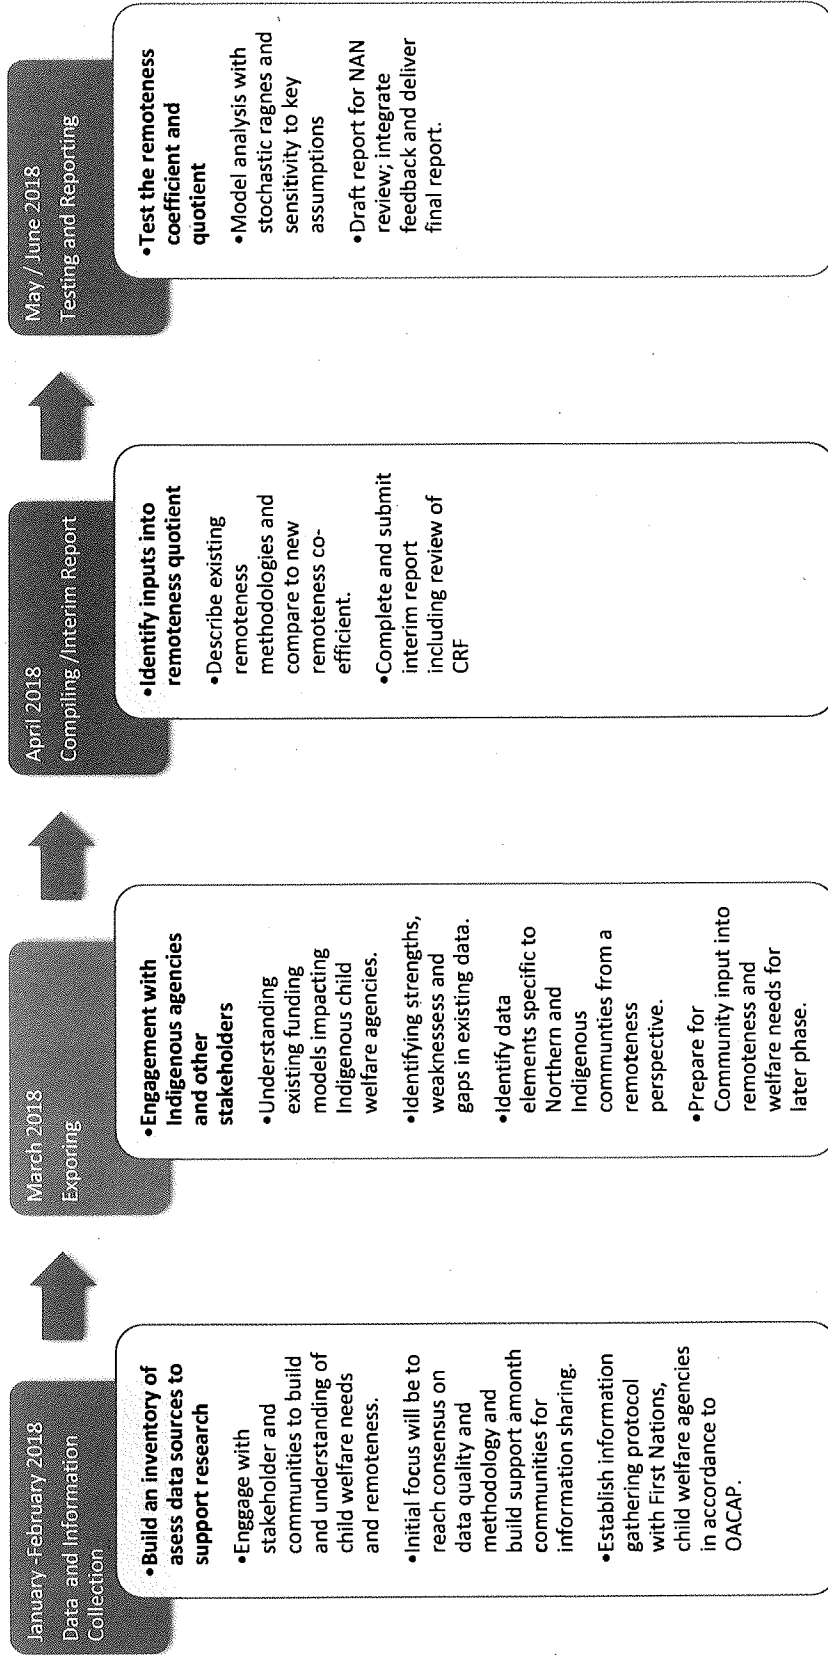 January -February 2018
Data and Information
Collection
•Build an inventory of
asess data sources to
support research
•Enggage with
stakeholder and
communities to build
and understanding of
child welfare needs
and remoteness.
•Initial focus will be to
reach consensus on
data quality and
methodology and
build support amonth
communities for
information sharing.
•Establish information
gathering protocol
with First Nations,
child welfare agencies
in accordance to
OACAP.
March 2018
Exporing
•Engagement with
Indigenous agencies
and other
stakeholders
•Understanding
existing funding
models impacting
Indigenous child
welfare agencies.
•Identifying strengths,
weaknessess and
gaps in existing data.
•Identify data
elements specific to
Northern and
Indigenous
communties from a
remoteness
perspective.
•Prepare for
Community input into
remoteness and
welfare needs for
later phase.
April 2018
Compiling /Interim Report
•Identify inputs into
remoteness quotient
•Describe existing
remoteness
methodologies and
compare to new
remoteness co-
efficient.
•Complete and submit
interim report
including review of
CRF
May / June 2018
Testing and Reporting
•Test the remoteness
coefficient and
quotient
•Model analysis with
stochastic ragnes and
sensitivity to key
assumptions
•Draft report for NAN
review; integrate
feedback and deliver
final report.